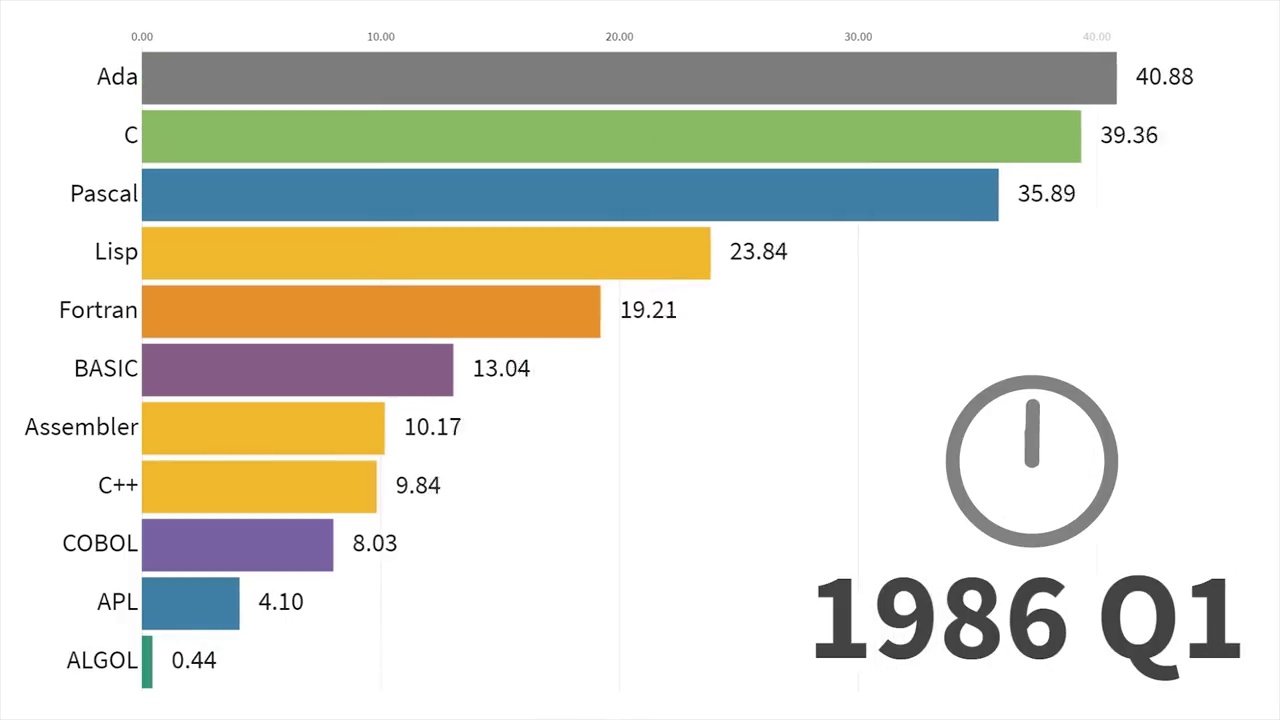 0.00 10.00 20.00 30.00 40.00
Ada 40.88
C 39.36
Pascal 35.89
Lisp 23.84
Fortran 19.21
BASIC 13.04
Assembler 10.17
C++ 9.84
COBOL 8.03
APL 4.10
ALGOL 0.44
1986 Q1